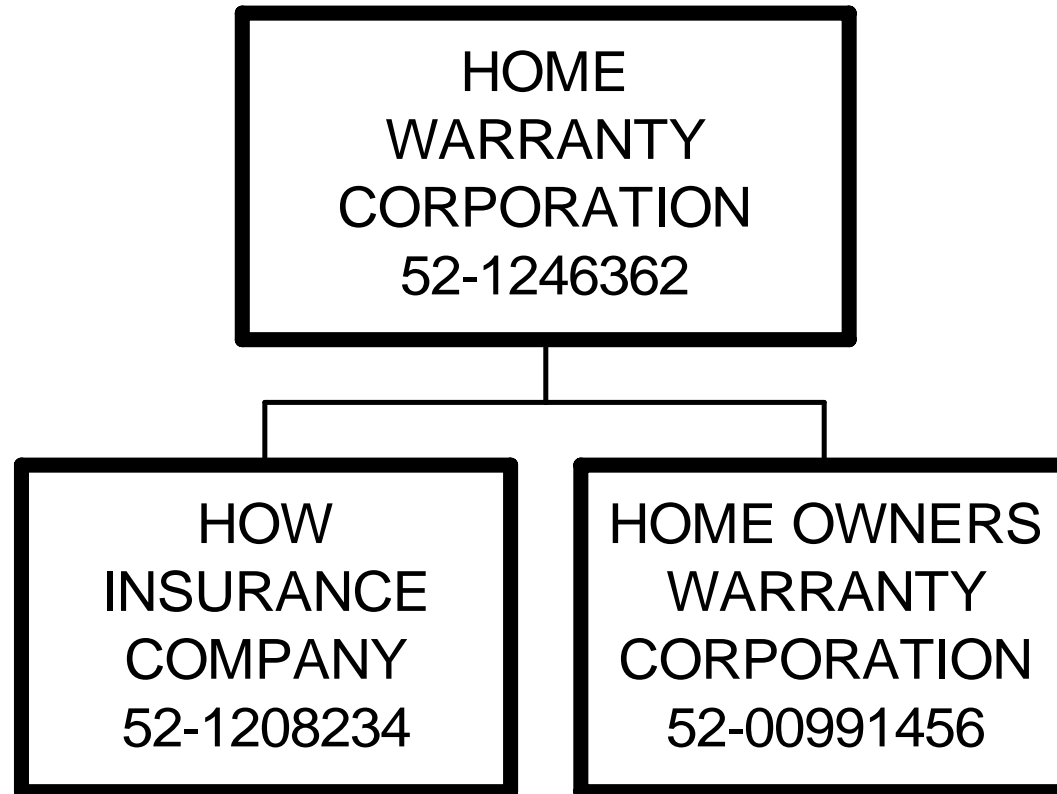 HOME
WARRANTY
CORPORATION
52-1246362
HOW
INSURANCE
COMPANY
52-1208234
HOME OWNERS
WARRANTY
CORPORATION
52-00991456